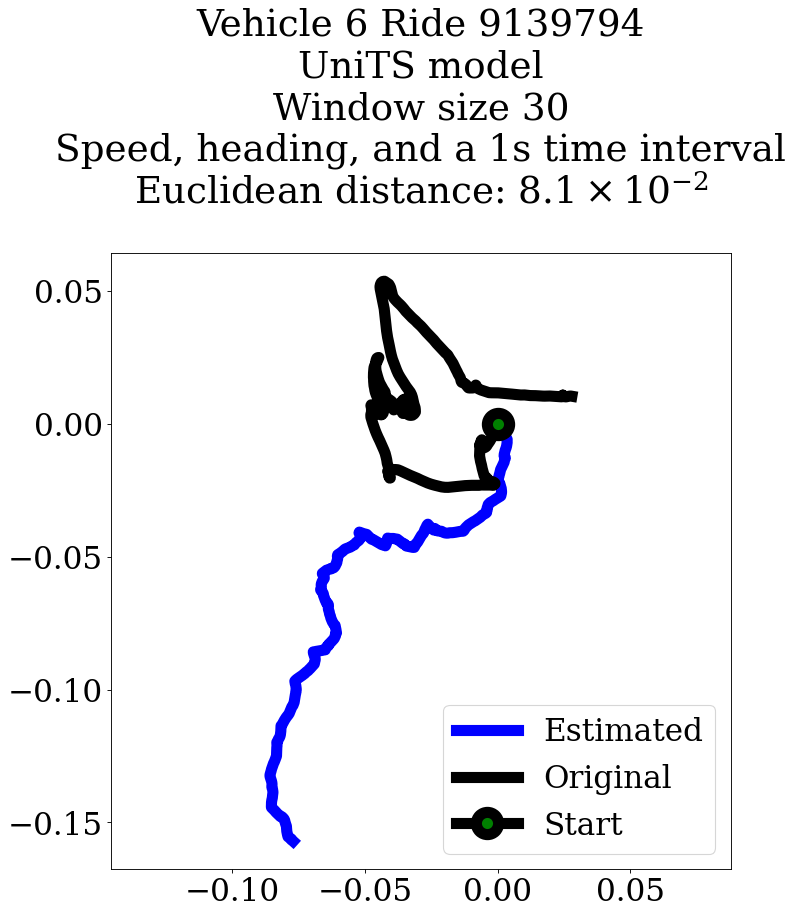 Vehicle 6 Ride 9139794
UniTS model
Window size 30
Speed, heading, and a 1s time interval
Euclidean distance: 8.1 × 10⁻²
0.05
0.00
−0.05
−0.10
−0.15
Estimated
Original
Start
−0.10 −0.05 0.00 0.05